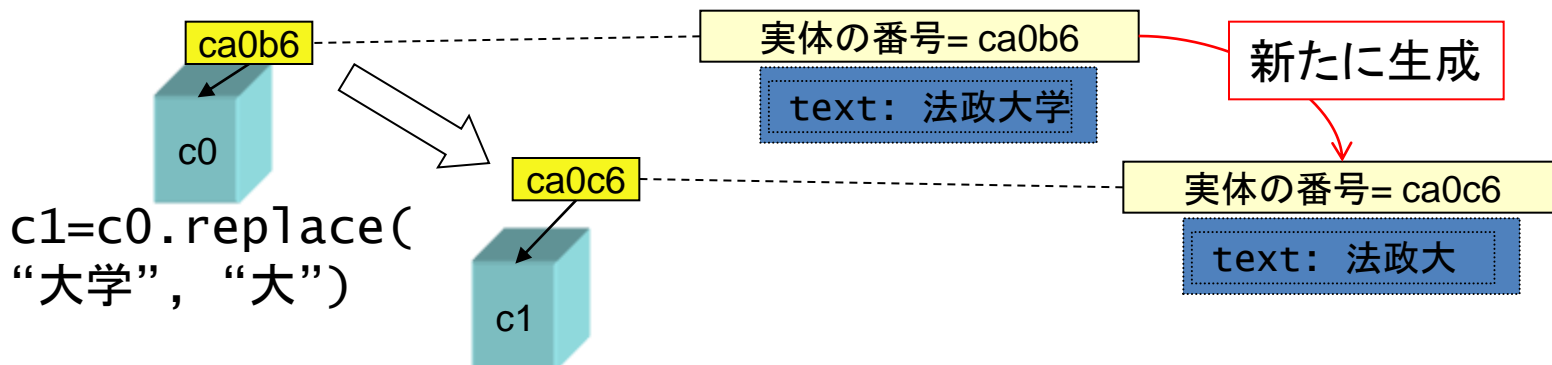 ca0b6
実体の番号= ca0b6
新たに生成
text: 法政大学
c0
ca0c6
実体の番号= ca0c6
c1=c0.replace(
“大学”, “大”)
text: 法政大
c1